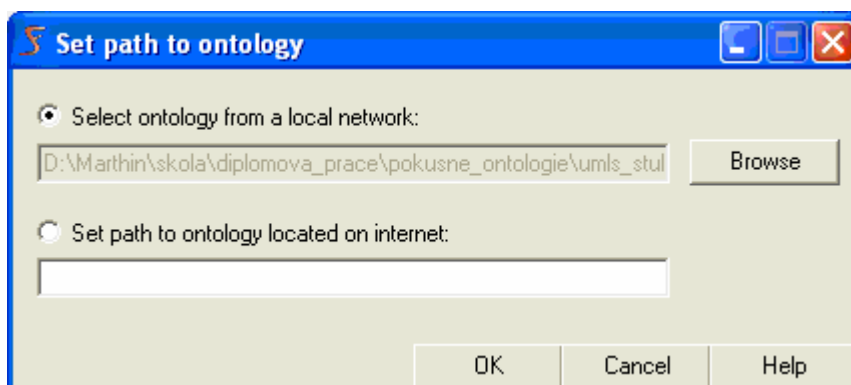 Set path to ontology
Select ontology from a local network:
D:\Marthin\skola\diplomova_prace\pokusne_ontologie\umls_stul
Browse
Set path to ontology located on internet:
OK Cancel Help